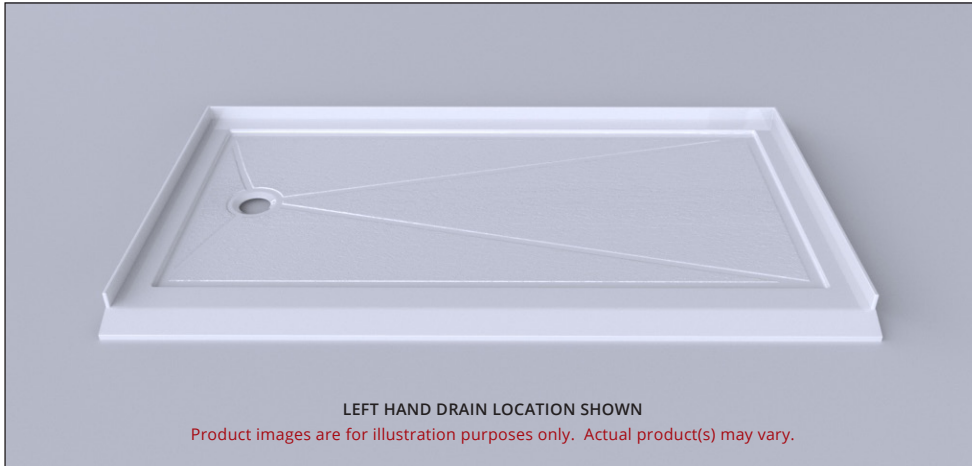 LEFT HAND DRAIN LOCATION SHOWN
Product images are for illustration purposes only.  Actual product(s) may vary.